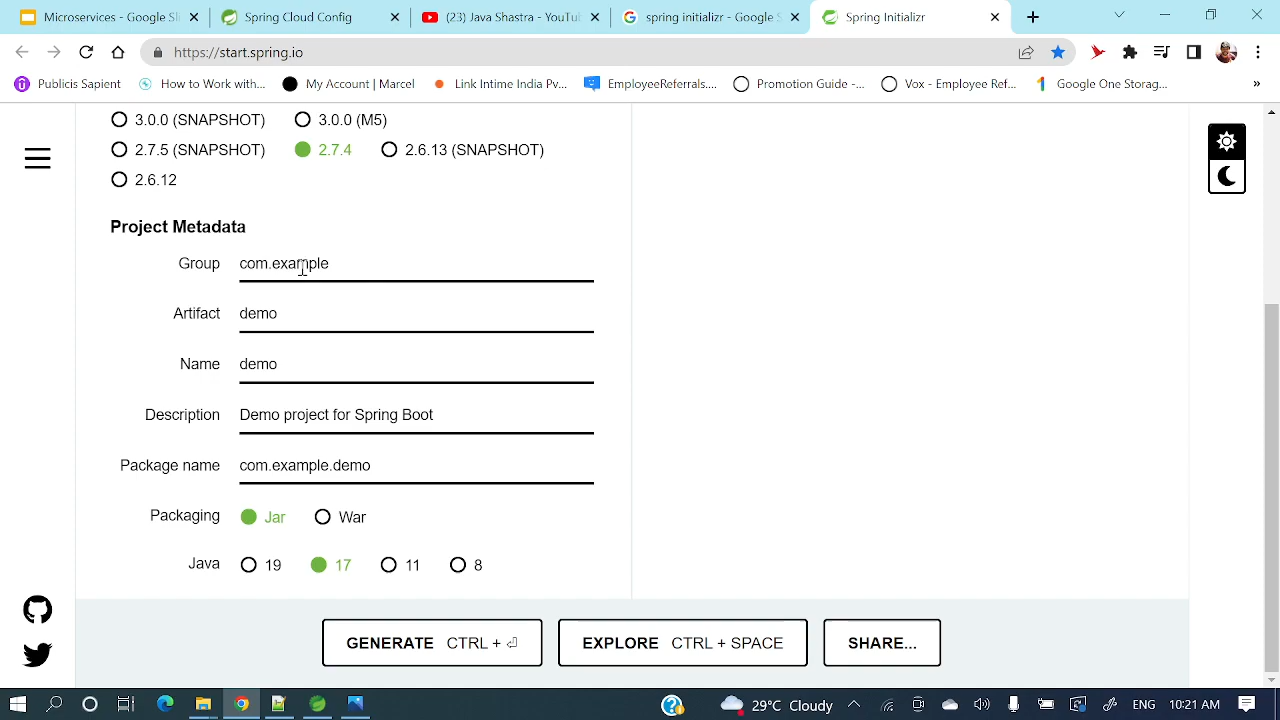 Microservices - Google Sl
Spring Cloud Config
(23) Java Shastra - YouTu
spring initializr - Google S
Spring Initializr
https://start.spring.io
Publicis Sapient
How to Work with...
My Account | Marcel
Link Intime India Pv...
EmployeeReferrals....
Promotion Guide -...
Vox - Employee Ref...
Google One Storag...
»
3.0.0 (SNAPSHOT) 3.0.0 (M5)
2.7.5 (SNAPSHOT) 2.7.4 2.6.13 (SNAPSHOT)
2.6.12
Project Metadata
Group com.example
Artifact demo
Name demo
Description Demo project for Spring Boot
Package name com.example.demo
Packaging Jar War
Java 19 17 11 8
GENERATE CTRL + ⏎
EXPLORE CTRL + SPACE
SHARE...
29°C Cloudy
ENG
10:21 AM